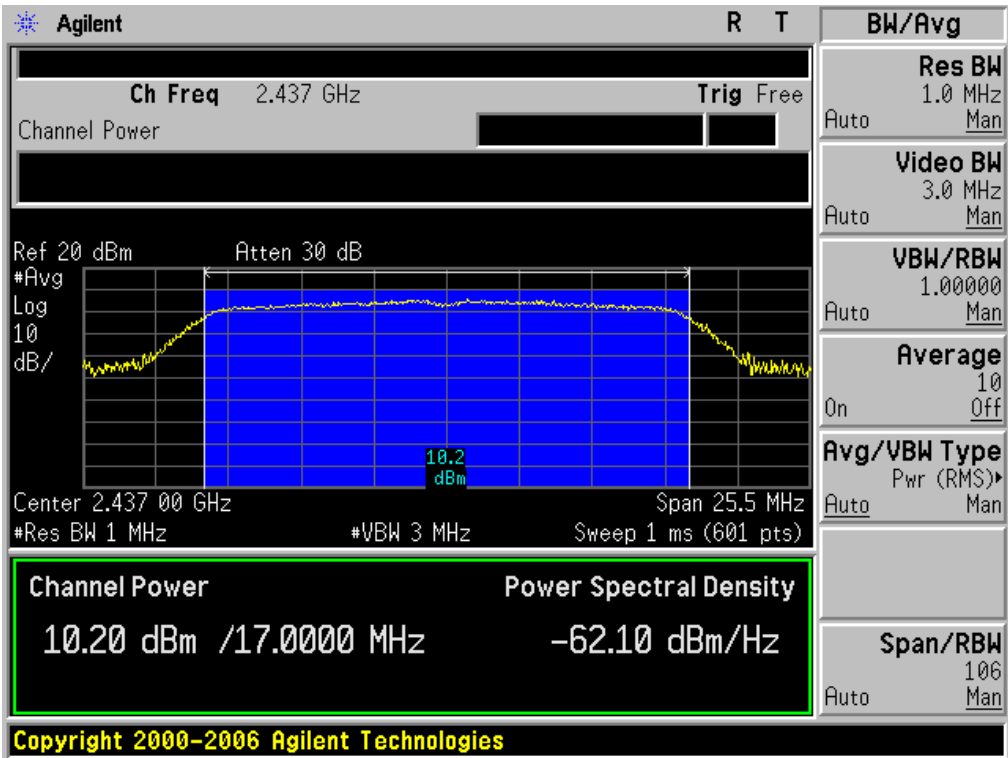 Agilent R T
Ch Freq 2.437 GHz Trig Free
Channel Power
Ref 20 dBm Atten 30 dB
#Avg
Log
10
dB/
10.2
dBm
Center 2.437 00 GHz Span 25.5 MHz
#Res BW 1 MHz #VBW 3 MHz Sweep 1 ms (601 pts)
Channel Power Power Spectral Density
10.20 dBm /17.0000 MHz -62.10 dBm/Hz
Copyright 2000-2006 Agilent Technologies
BW/Avg
Res BW
1.0 MHz
Auto Man
Video BW
3.0 MHz
Auto Man
VBW/RBW
1.00000
Auto Man
Average
10
On Off
Avg/VBW Type
Pwr (RMS)▸
Auto Man
Span/RBW
106
Auto Man